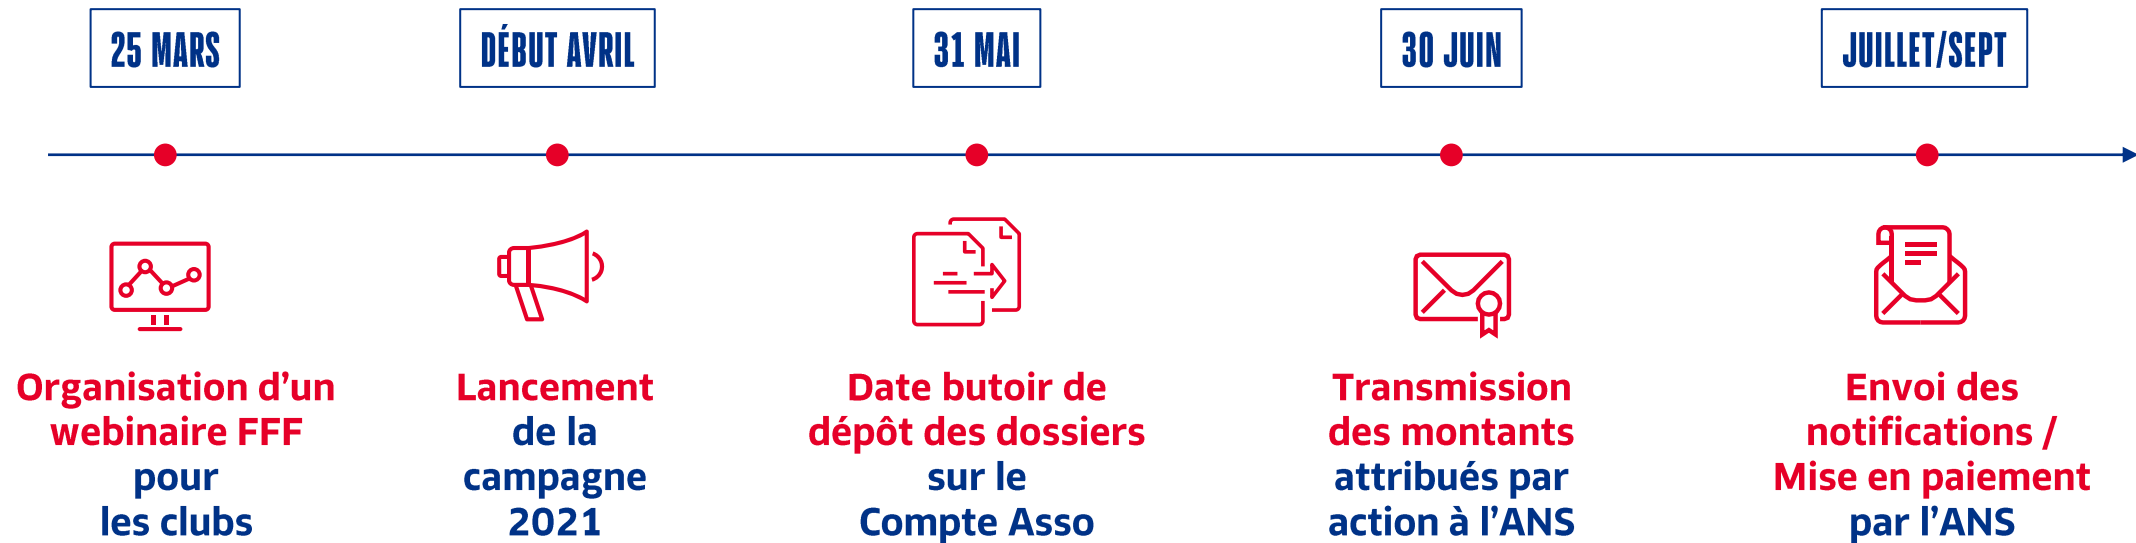 25 MARS
DÉBUT AVRIL
31 MAI
30 JUIN
JUILLET/SEPT
Organisation d’un
webinaire FFF
pour
les clubs
Lancement
de la
campagne
2021
Date butoir de
dépôt des dossiers
sur le
Compte Asso
Transmission
des montants
attribués par
action à l’ANS
Envoi des
notifications /
Mise en paiement
par l’ANS